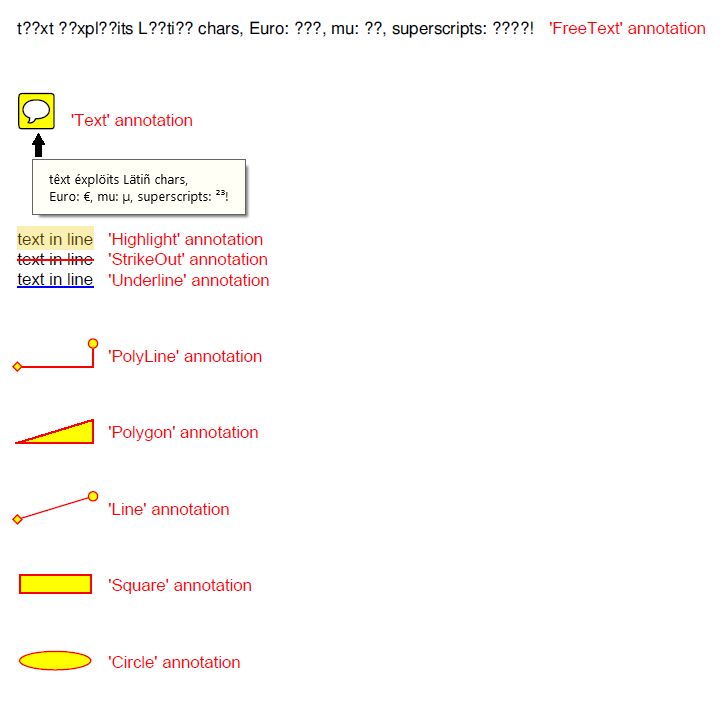 t??xt ??xpl??its L??ti?? chars, Euro: ???, mu: ??, superscripts: ????! 'FreeText' annotation
'Text' annotation
têxt éxplöits Lätiñ chars,
Euro: €, mu: µ, superscripts: ²³!
text in line 'Highlight' annotation
text in line 'StrikeOut' annotation
text in line 'Underline' annotation
'PolyLine' annotation
'Polygon' annotation
'Line' annotation
'Square' annotation
'Circle' annotation